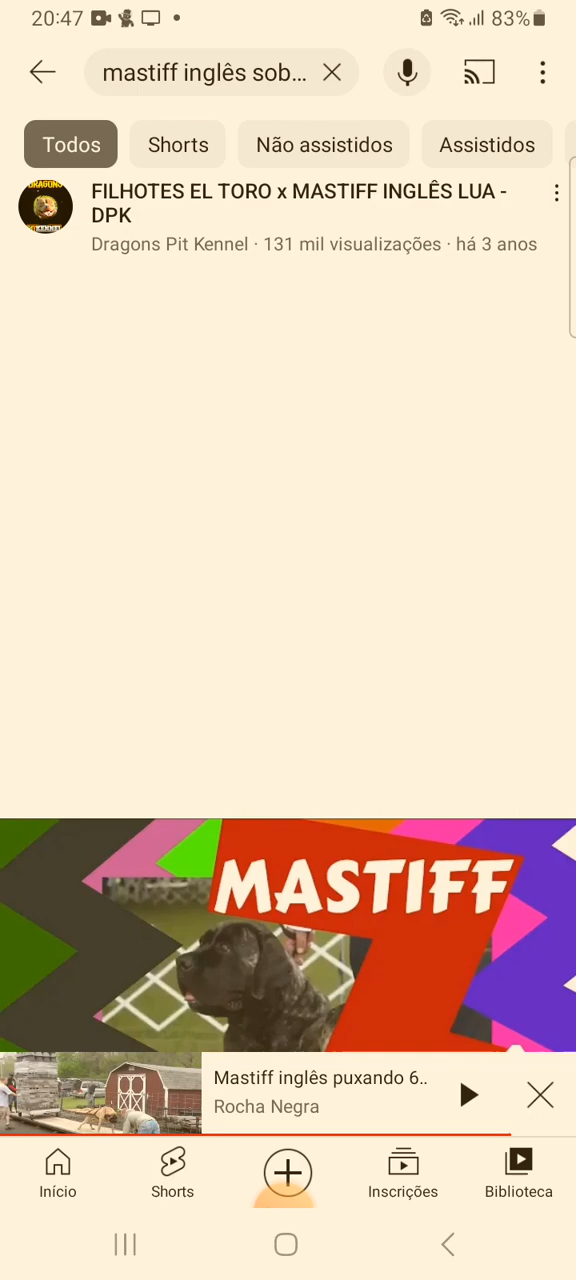 20:47
83%
mastiff inglês sob...
Todos
Shorts
Não assistidos
Assistidos
DRAGONS
FILHOTES EL TORO x MASTIFF INGLÊS LUA -
DPK
Dragons Pit Kennel · 131 mil visualizações · há 3 anos
MASTIFF
Mastiff inglês puxando 6..
Rocha Negra
Início
Shorts
Inscrições
Biblioteca